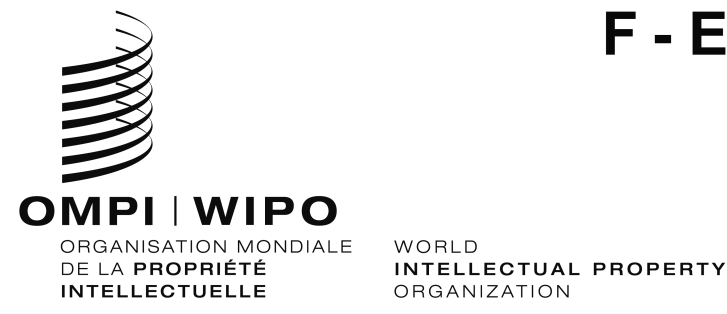 F - E
OMPI | WIPO
ORGANISATION MONDIALE
DE LA PROPRIÉTÉ
INTELLECTUELLE
WORLD
INTELLECTUAL PROPERTY
ORGANIZATION